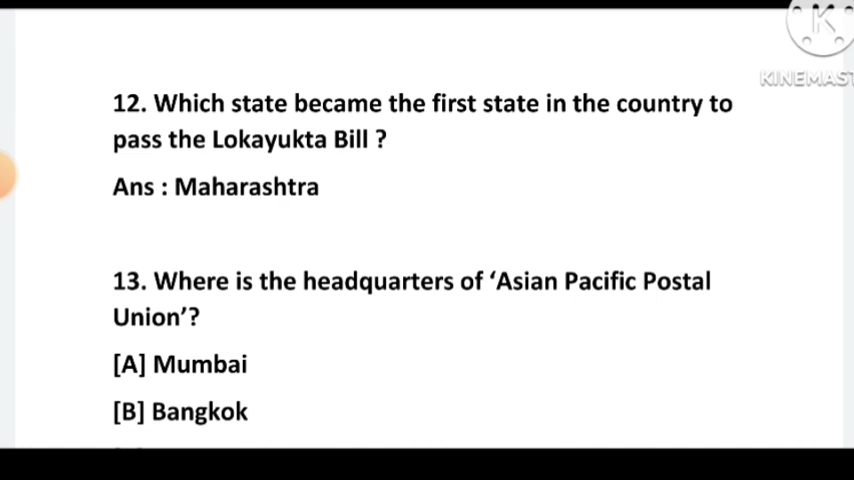 KINEMAST
12. Which state became the first state in the country to
pass the Lokayukta Bill ?
Ans : Maharashtra
13. Where is the headquarters of ‘Asian Pacific Postal
Union’?
[A] Mumbai
[B] Bangkok